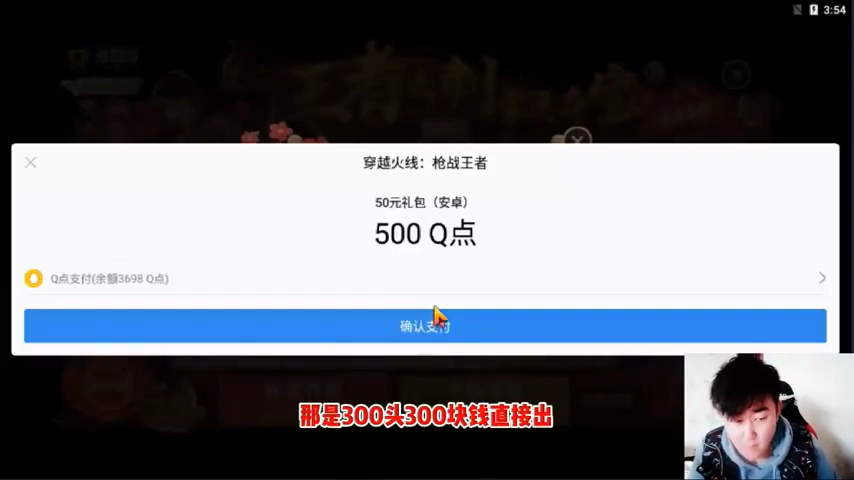 3:54
穿越火线：枪战王者
50元礼包（安卓）
500 Q点
Q点支付(余额3698 Q点)
确认支付
那是300头300块钱直接出